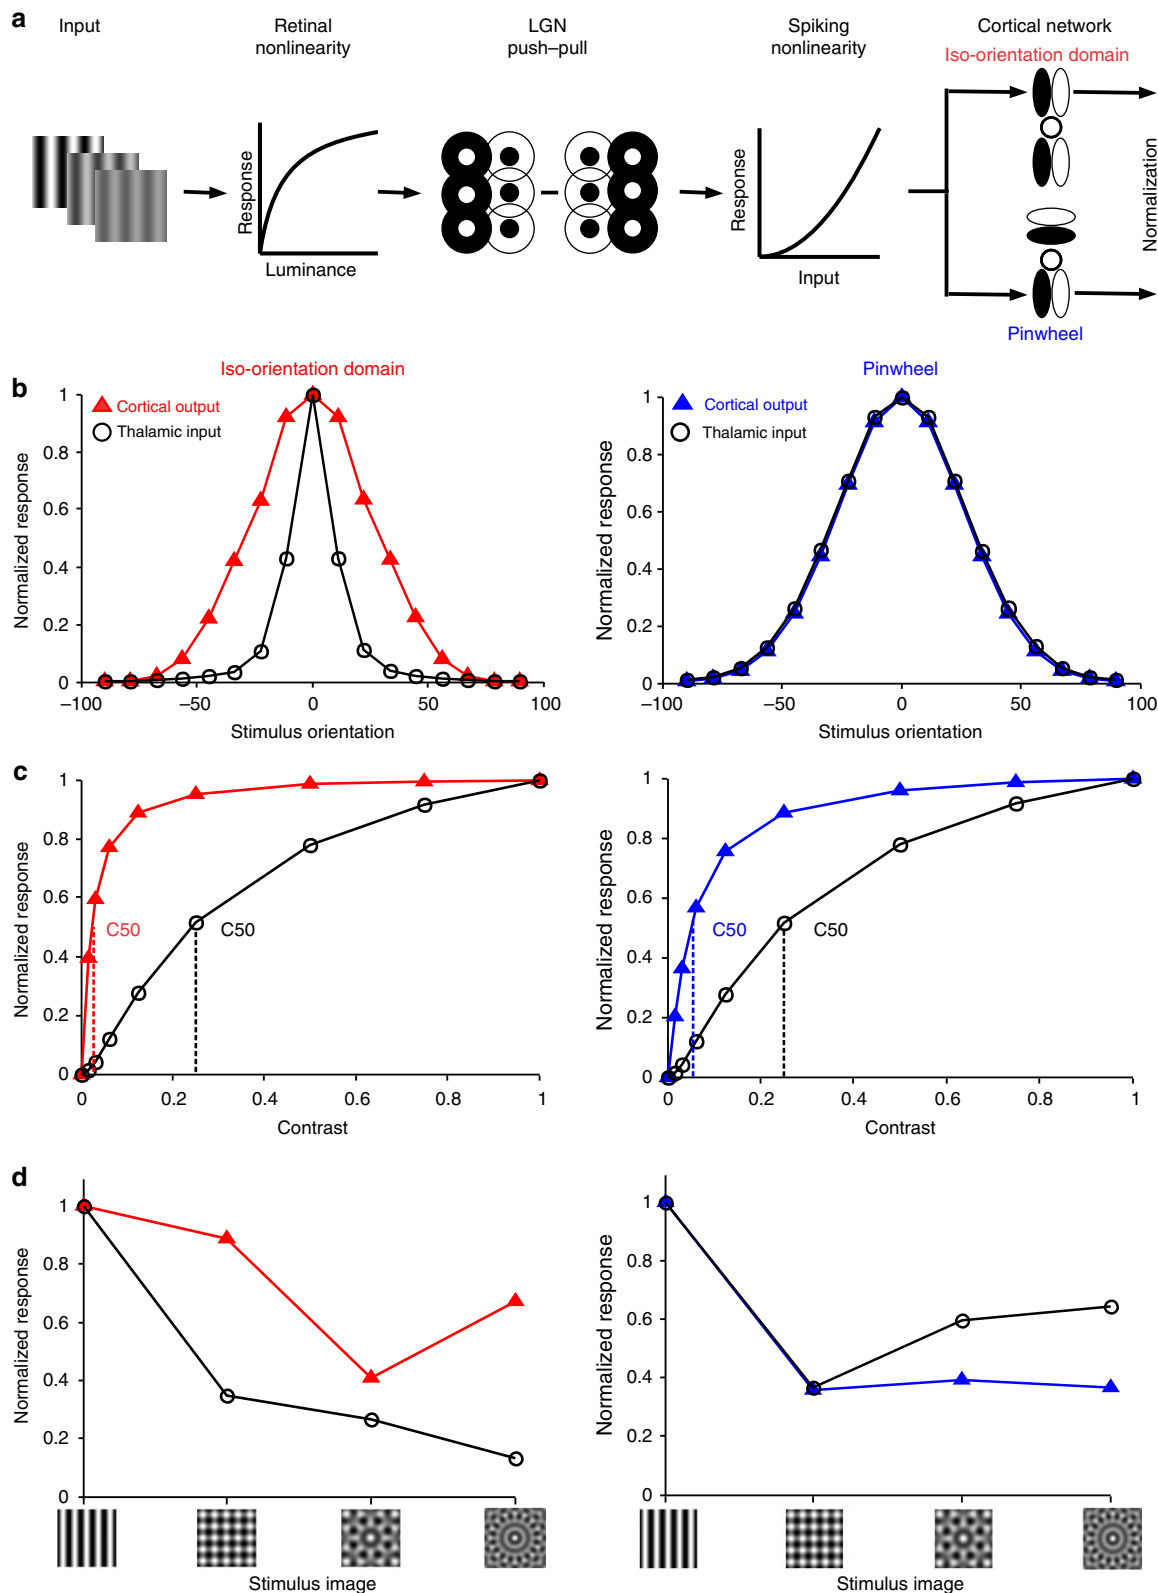 a
Input
Retinal
nonlinearity
LGN
push–pull
Spiking
nonlinearity
Cortical network
Iso-orientation domain
Response
Luminance
Response
Input
Normalization
Pinwheel
b
Iso-orientation domain
Cortical output
Thalamic input
Normalized response
1
0.8
0.6
0.4
0.2
0
–100
–50
0
50
100
Stimulus orientation
Pinwheel
Cortical output
Thalamic input
Normalized response
1
0.8
0.6
0.4
0.2
0
–100
–50
0
50
100
Stimulus orientation
c
Normalized response
1
0.8
0.6
0.4
0.2
0
C50
C50
0
0.2
0.4
0.6
0.8
1
Contrast
Normalized response
1
0.8
0.6
0.4
0.2
0
C50
C50
0
0.2
0.4
0.6
0.8
1
Contrast
d
Normalized response
1
0.8
0.6
0.4
0.2
0
Stimulus image
Normalized response
1
0.8
0.6
0.4
0.2
0
Stimulus image